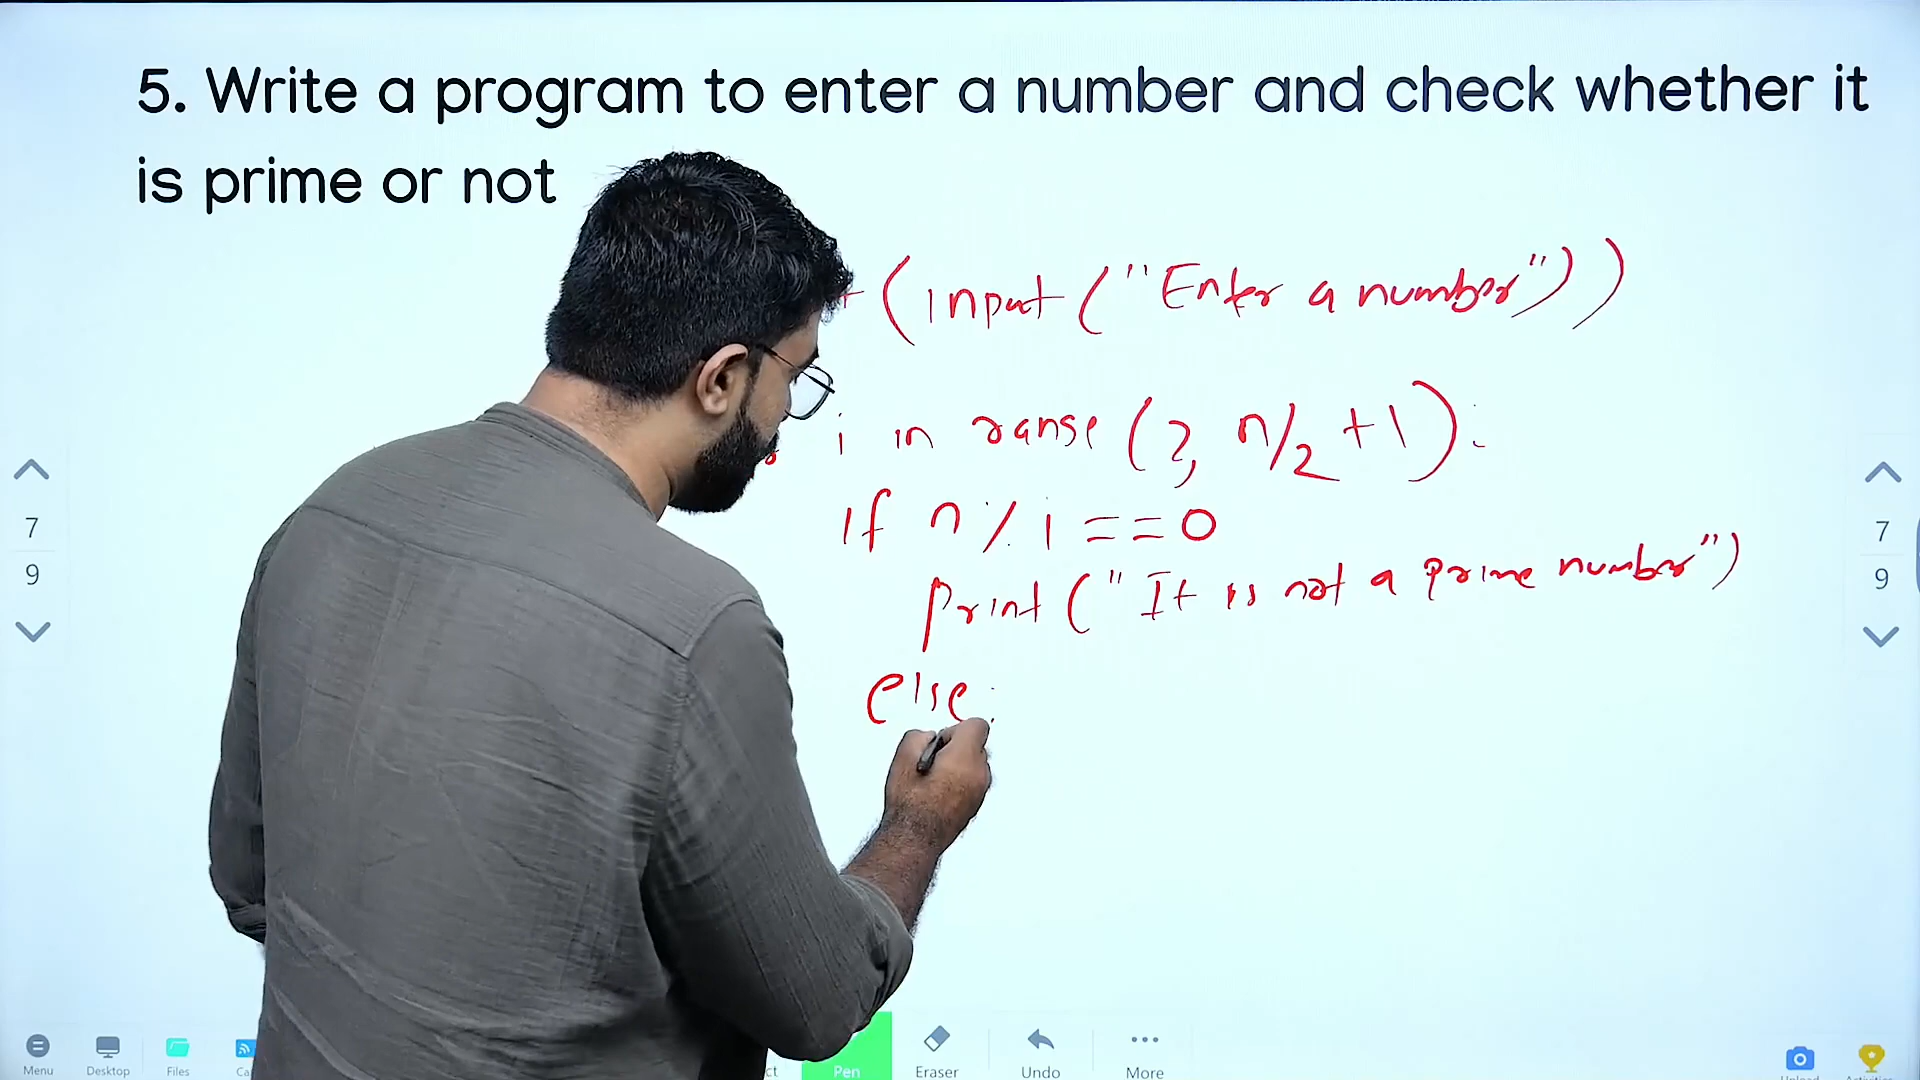 5. Write a program to enter a number and check whether it
is prime or not
(input ("Enter a number"))
i in range (2, n/2 +1):
if n % i ==0
print ("It is not a prime number")
else:
7
9
7
9
Menu
Desktop
Files
Pen
Eraser
Undo
More